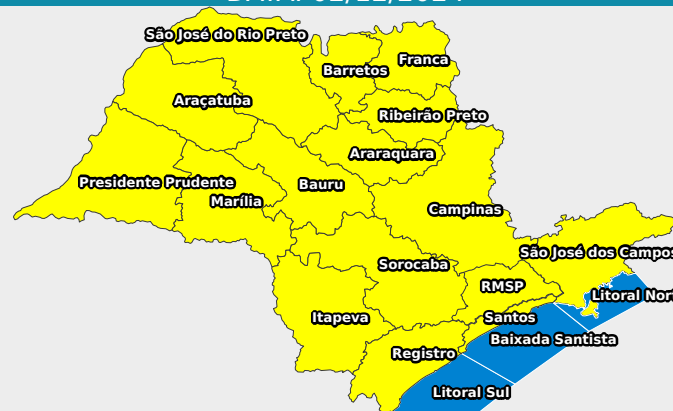 São José do Rio Preto
Franca
Barretos
Araçatuba
Ribeirão Preto
Araraquara
Presidente Prudente
Bauru
Marília
Campinas
São José dos Campos
Sorocaba
RMSP
Litoral Nort
Itapeva
Santos
Baixada Santista
Registro
Litoral Sul